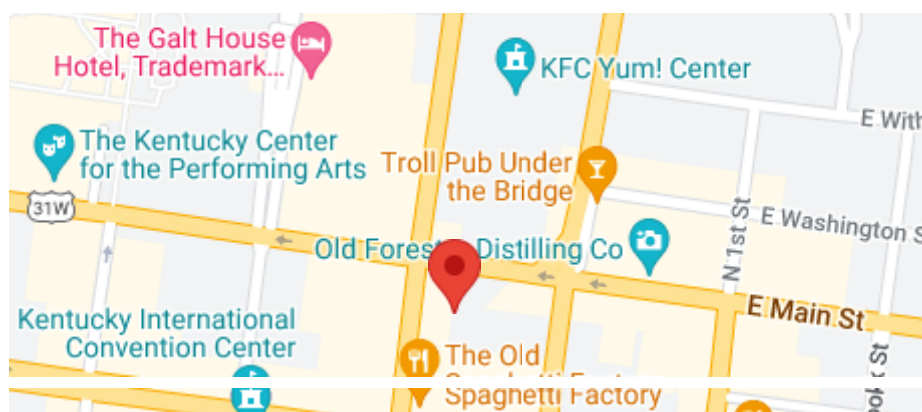 The Galt House
Hotel, Trademark...
KFC Yum! Center
E With
The Kentucky Center
for the Performing Arts
Troll Pub Under
the Bridge
31W
N 1st St
E Washington S
Old Fores Distilling Co
E Main St
Kentucky International
Convention Center
The Old
Spaghetti Factory
St